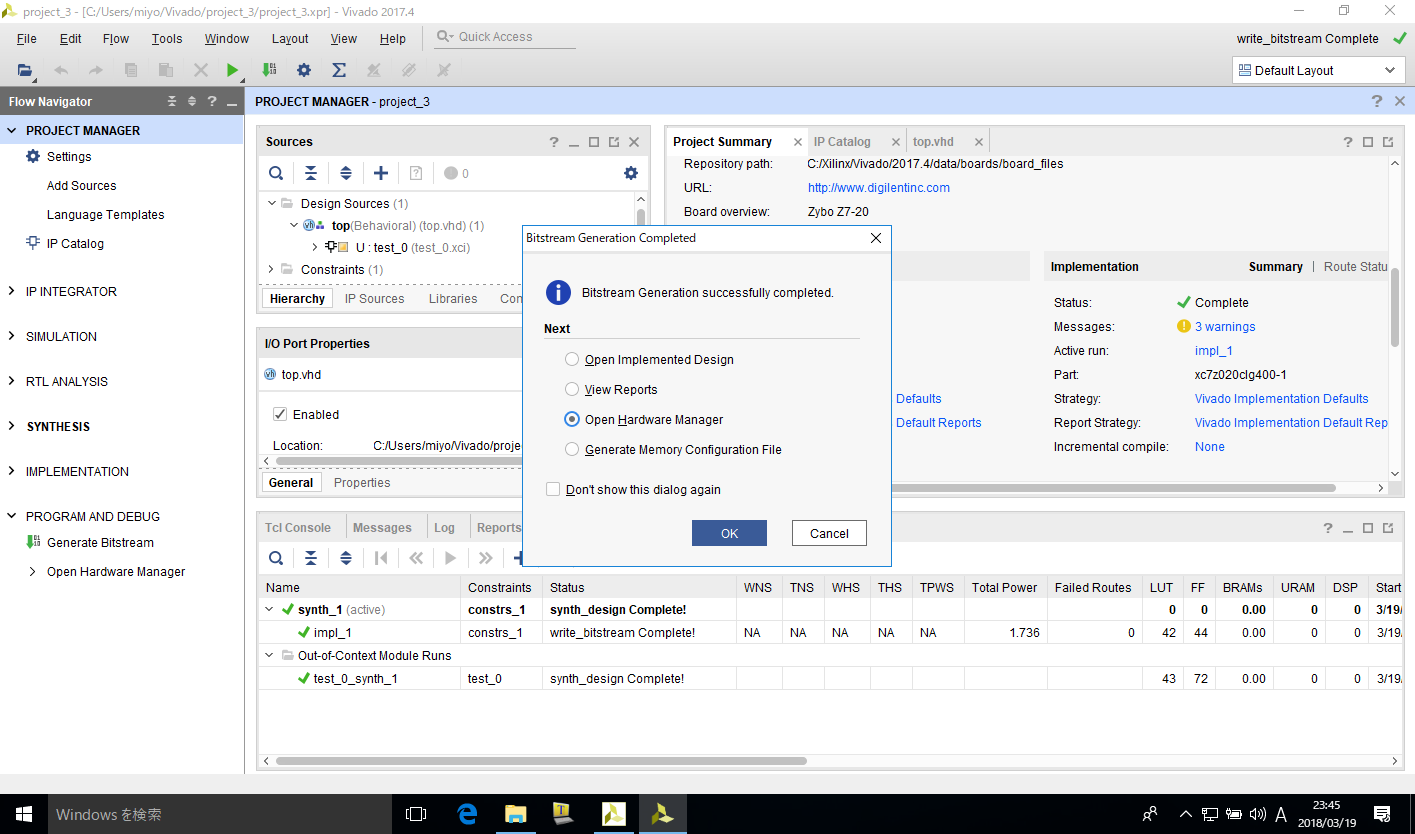 project_3 - [C:/Users/miyo/Vivado/project_3/project_3.xpr] - Vivado 2017.4
File Edit Flow Tools Window Layout View Help Quick Access write_bitstream Complete
Default Layout
Flow Navigator
PROJECT MANAGER - project_3
PROJECT MANAGER
Settings
Add Sources
Language Templates
IP Catalog
IP INTEGRATOR
SIMULATION
RTL ANALYSIS
SYNTHESIS
IMPLEMENTATION
PROGRAM AND DEBUG
Generate Bitstream
Open Hardware Manager
Sources
0
Design Sources (1)
top(Behavioral) (top.vhd) (1)
U : test_0 (test_0.xci)
Constraints (1)
Hierarchy IP Sources Libraries Con
I/O Port Properties
top.vhd
Enabled
Location: C:/Users/miyo/Vivado/proje
General Properties
Project Summary IP Catalog top.vhd
Repository path: C:/Xilinx/Vivado/2017.4/data/boards/board_files
URL: http://www.digilentinc.com
Board overview: Zybo Z7-20
Implementation Summary | Route Statu
Status: Complete
Messages: 3 warnings
Active run: impl_1
Part: xc7z020clg400-1
Defaults
Strategy: Vivado Implementation Defaults
Default Reports
Report Strategy: Vivado Implementation Default Rep
Incremental compile: None
Bitstream Generation Completed
Bitstream Generation successfully completed.
Next
Open Implemented Design
View Reports
Open Hardware Manager
Generate Memory Configuration File
Don't show this dialog again
OK Cancel
Tcl Console Messages Log Reports
Name Constraints Status WNS TNS WHS THS TPWS Total Power Failed Routes LUT FF BRAMs URAM DSP Start
synth_1 (active) constrs_1 synth_design Complete! 0 0 0.00 0 0 3/19/
impl_1 constrs_1 write_bitstream Complete! NA NA NA NA NA 1.736 0 42 44 0.00 0 0 3/19/
Out-of-Context Module Runs
test_0_synth_1 test_0 synth_design Complete! 43 72 0.00 0 0 3/19/
Windows を検索
A
23:45
2018/03/19